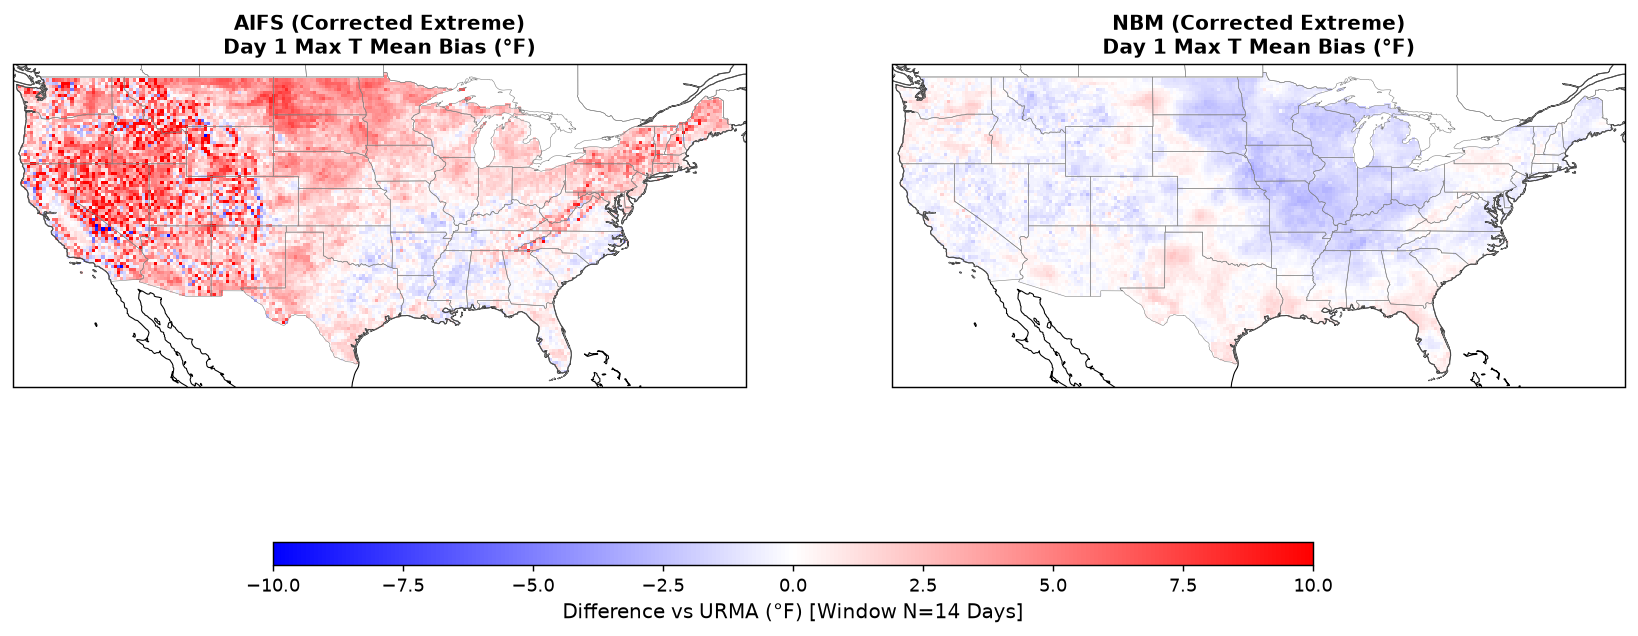 AIFS (Corrected Extreme)
Day 1 Max T Mean Bias (°F)
NBM (Corrected Extreme)
Day 1 Max T Mean Bias (°F)
−10.0 −7.5 −5.0 −2.5 0.0 2.5 5.0 7.5 10.0
Difference vs URMA (°F) [Window N=14 Days]